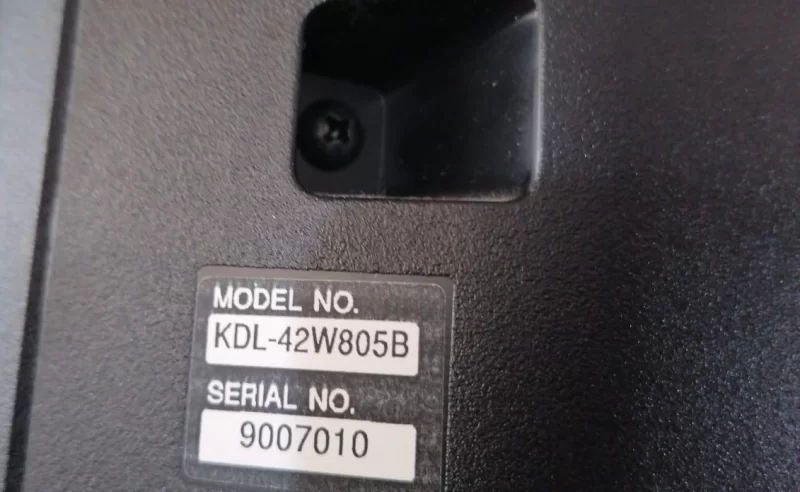 MODEL NO.
KDL-42W805B
SERIAL NO.
9007010